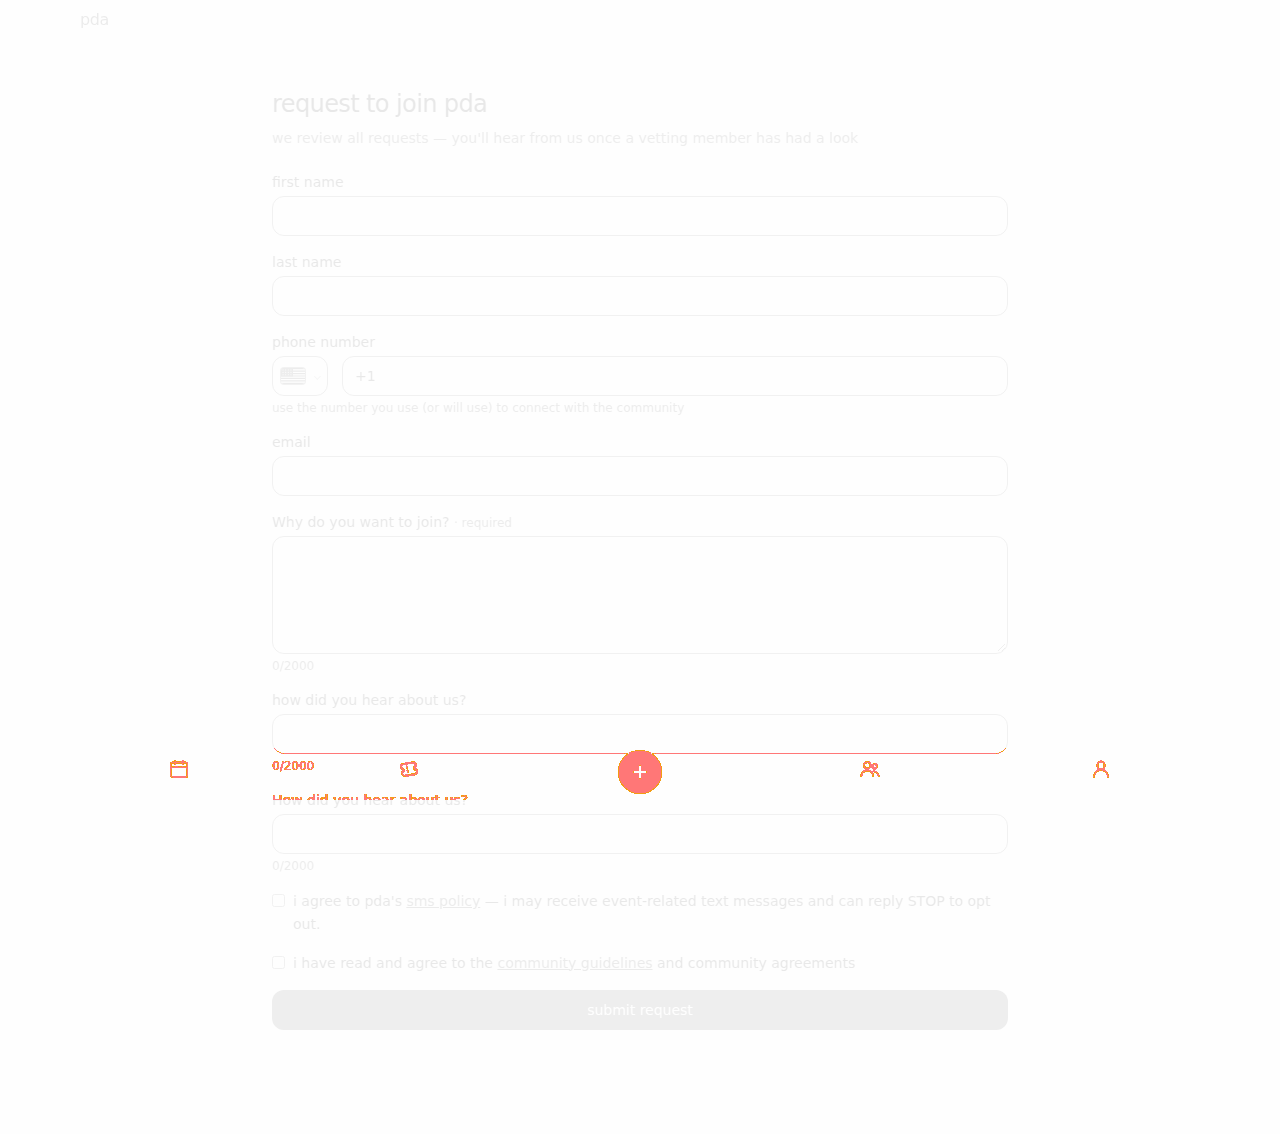 pda
request to join pda
we review all requests — you'll hear from us once a vetting member has had a look
first name
last name
phone number
+1
use the number you use (or will use) to connect with the community
email
Why do you want to join? · required
0/2000
how did you hear about us?
0/2000
How did you hear about us?
0/2000
i agree to pda's sms policy — i may receive event-related text messages and can reply STOP to opt
out.
i have read and agree to the community guidelines and community agreements
submit request